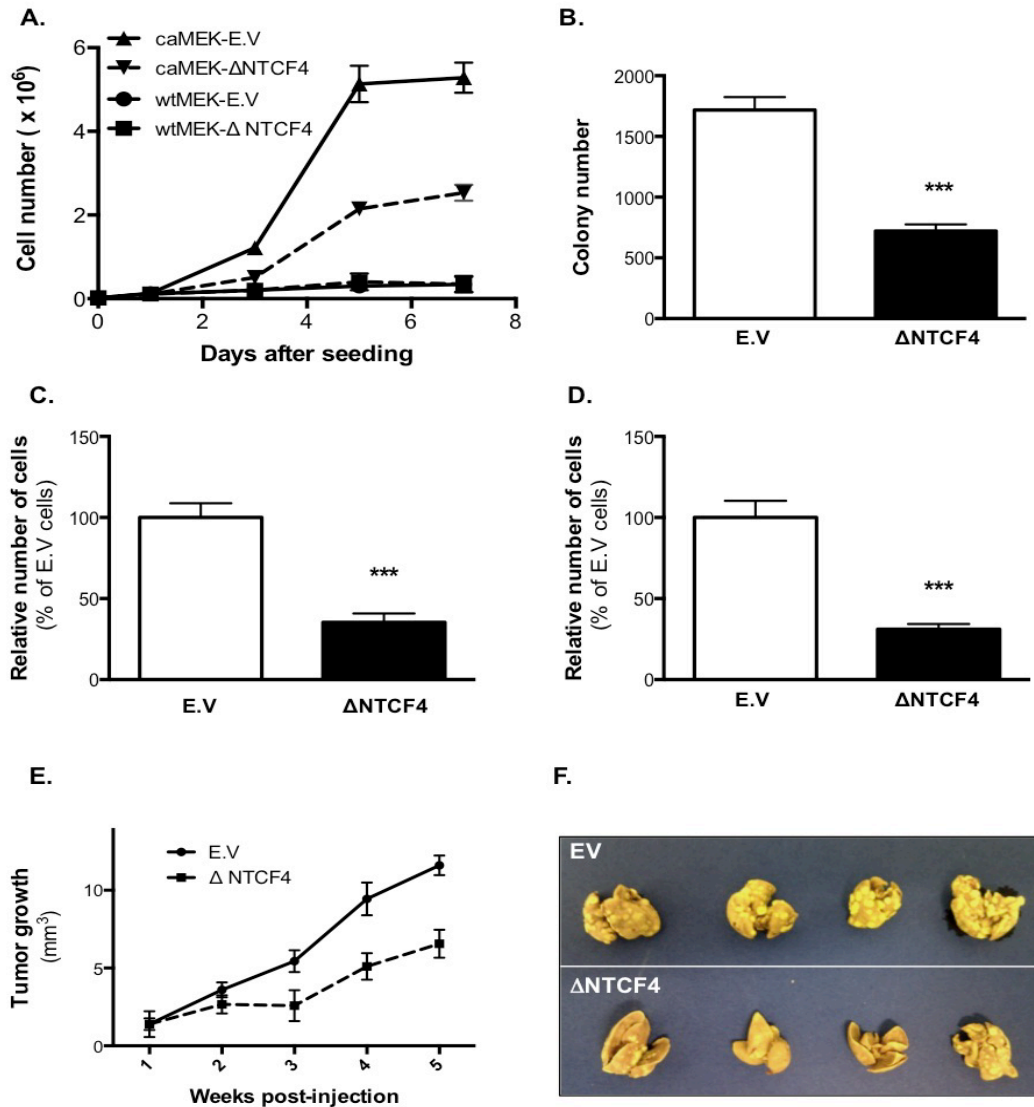 A.
caMEK-E.V
caMEK-ΔNTCF4
wtMEK-E.V
wtMEK-Δ NTCF4
Cell number ( x 10⁶)
6
4
2
0
0 2 4 6 8
Days after seeding
B.
Colony number
2000
1500
1000
500
0
***
E.V ΔNTCF4
C.
Relative number of cells
(% of E.V cells)
150
100
50
0
***
E.V ΔNTCF4
D.
Relative number of cells
(% of E.V cells)
150
100
50
0
***
E.V ΔNTCF4
E.
E.V
Δ NTCF4
Tumor growth
(mm³)
10
5
0
1 2 3 4 5
Weeks post-injection
F.
EV
ΔNTCF4